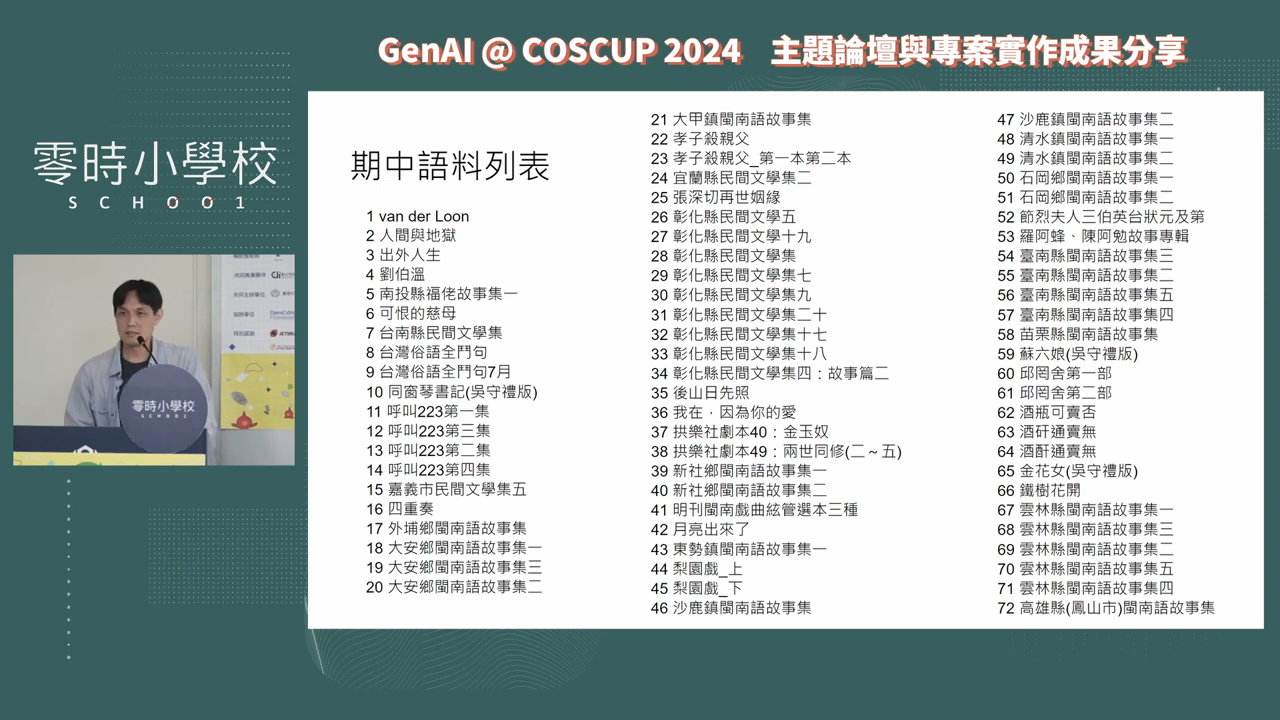 GenAI @ COSCUP 2024 主題論壇與專案實作成果分享
零時小學校
SCHOO1
零時小學校
SCHOO1
期中語料列表
1 van der Loon
2 人間與地獄
3 出外人生
4 劉伯溫
5 南投縣福佬故事集一
6 可恨的慈母
7 台南縣民間文學集
8 台灣俗語全鬥句
9 台灣俗語全鬥句7月
10 同窗琴書記(吳守禮版)
11 呼叫223第一集
12 呼叫223第三集
13 呼叫223第二集
14 呼叫223第四集
15 嘉義市民間文學集五
16 四重奏
17 外埔鄉閩南語故事集
18 大安鄉閩南語故事集一
19 大安鄉閩南語故事集三
20 大安鄉閩南語故事集二
21 大甲鎮閩南語故事集
22 孝子殺親父
23 孝子殺親父_第一本第二本
24 宜蘭縣民間文學集二
25 張深切再世姻緣
26 彰化縣民間文學五
27 彰化縣民間文學十九
28 彰化縣民間文學集
29 彰化縣民間文學集七
30 彰化縣民間文學集九
31 彰化縣民間文學集二十
32 彰化縣民間文學集十七
33 彰化縣民間文學集十八
34 彰化縣民間文學集四：故事篇二
35 後山日先照
36 我在，因為你的愛
37 拱樂社劇本40：金玉奴
38 拱樂社劇本49：兩世同修(二～五)
39 新社鄉閩南語故事集一
40 新社鄉閩南語故事集二
41 明刊閩南戲曲絃管選本三種
42 月亮出來了
43 東勢鎮閩南語故事集一
44 梨園戲_上
45 梨園戲_下
46 沙鹿鎮閩南語故事集
47 沙鹿鎮閩南語故事集二
48 清水鎮閩南語故事集一
49 清水鎮閩南語故事集二
50 石岡鄉閩南語故事集一
51 石岡鄉閩南語故事集二
52 節烈夫人三伯英台狀元及第
53 羅阿蜂、陳阿勉故事專輯
54 臺南縣閩南語故事集三
55 臺南縣閩南語故事集二
56 臺南縣閩南語故事集五
57 臺南縣閩南語故事集四
58 苗栗縣閩南語故事集
59 蘇六娘(吳守禮版)
60 邱罔舍第一部
61 邱罔舍第二部
62 酒瓶可賣否
63 酒矸通賣無
64 酒酐通賣無
65 金花女(吳守禮版)
66 鐵樹花開
67 雲林縣閩南語故事集一
68 雲林縣閩南語故事集三
69 雲林縣閩南語故事集二
70 雲林縣閩南語故事集五
71 雲林縣閩南語故事集四
72 高雄縣(鳳山市)閩南語故事集